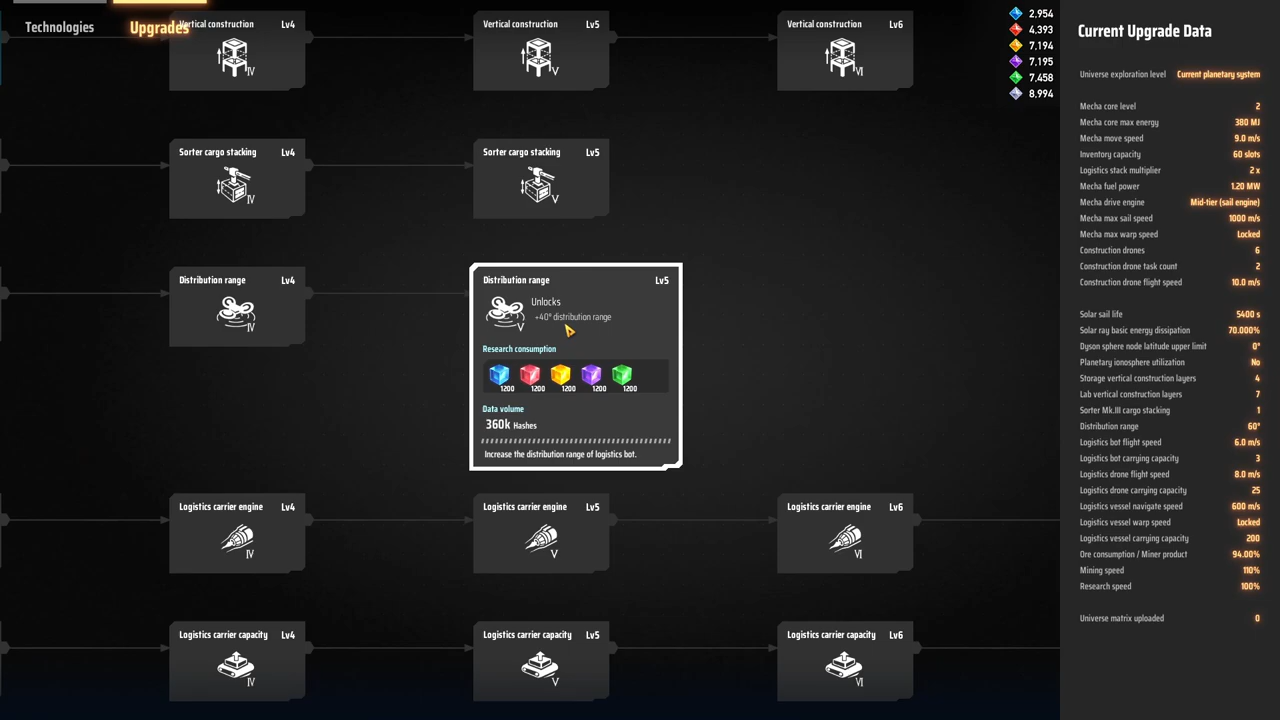 Technologies
Upgrades
Vertical construction Lv4
IV
Vertical construction Lv5
V
Vertical construction Lv6
VI
2,954
4,393
7,194
7,195
7,458
8,994
Sorter cargo stacking Lv4
IV
Sorter cargo stacking Lv5
V
Distribution range Lv4
IV
Distribution range Lv5
V
Unlocks
+40° distribution range
Research consumption
1200 1200 1200 1200 1200
Data volume
360k Hashes
Increase the distribution range of logistics bot.
Logistics carrier engine Lv4
IV
Logistics carrier engine Lv5
V
Logistics carrier engine Lv6
VI
Logistics carrier capacity Lv4
IV
Logistics carrier capacity Lv5
V
Logistics carrier capacity Lv6
VI
Current Upgrade Data
Universe exploration level Current planetary system
Mecha core level 2
Mecha core max energy 380 MJ
Mecha move speed 9.0 m/s
Inventory capacity 60 slots
Logistics stack multiplier 2 x
Mecha fuel power 1.20 MW
Mecha drive engine Mid-tier (sail engine)
Mecha max sail speed 1000 m/s
Mecha max warp speed Locked
Construction drones 6
Construction drone task count 2
Construction drone flight speed 10.0 m/s
Solar sail life 5400 s
Solar ray basic energy dissipation 70.000%
Dyson sphere node latitude upper limit 0°
Planetary ionosphere utilization No
Storage vertical construction layers 4
Lab vertical construction layers 7
Sorter Mk.III cargo stacking 1
Distribution range 60°
Logistics bot flight speed 6.0 m/s
Logistics bot carrying capacity 3
Logistics drone flight speed 8.0 m/s
Logistics drone carrying capacity 25
Logistics vessel navigate speed 600 m/s
Logistics vessel warp speed Locked
Logistics vessel carrying capacity 200
Ore consumption / Miner product 94.00%
Mining speed 110%
Research speed 100%
Universe matrix uploaded 0